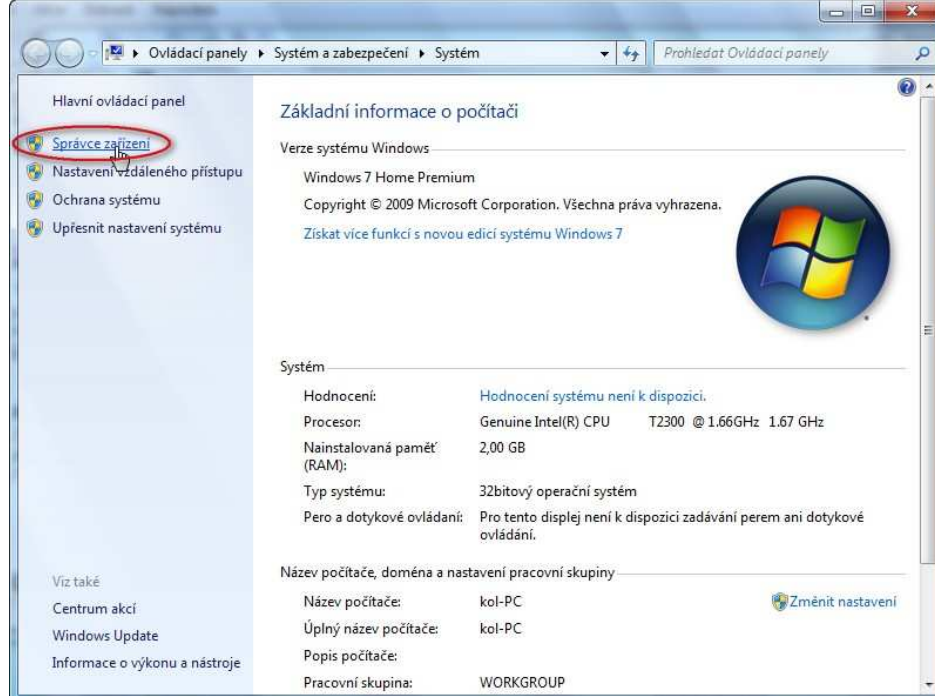 Ovládací panely ▸ Systém a zabezpečení ▸ Systém
Prohledat Ovládací panely
Hlavní ovládací panel
Správce zařízení
Nastavení vzdáleného přístupu
Ochrana systému
Upřesnit nastavení systému
Viz také
Centrum akcí
Windows Update
Informace o výkonu a nástroje
Základní informace o počítači
Verze systému Windows
Windows 7 Home Premium
Copyright © 2009 Microsoft Corporation. Všechna práva vyhrazena.
Získat více funkcí s novou edicí systému Windows 7
Systém
Hodnocení: Hodnocení systému není k dispozici.
Procesor: Genuine Intel(R) CPU T2300 @ 1.66GHz 1.67 GHz
Nainstalovaná paměť 2,00 GB
(RAM):
Typ systému: 32bitový operační systém
Pero a dotykové ovládaní: Pro tento displej není k dispozici zadávání perem ani dotykové
ovládání.
Název počítače, doména a nastavení pracovní skupiny
Název počítače: kol-PC Změnit nastavení
Úplný název počítače: kol-PC
Popis počítače:
Pracovní skupina: WORKGROUP